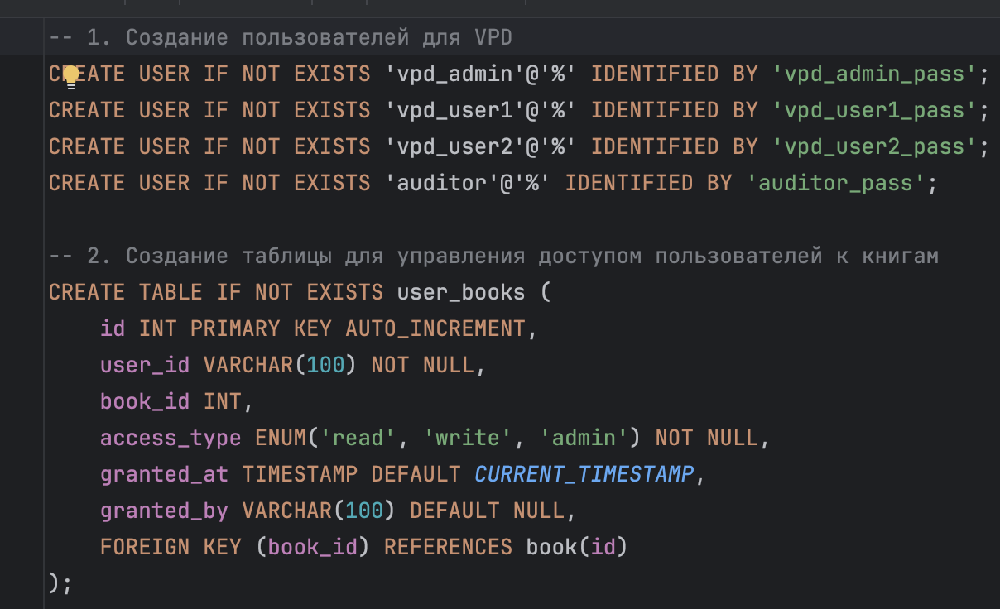 -- 1. Создание пользователей для VPD
CREATE USER IF NOT EXISTS 'vpd_admin'@'%' IDENTIFIED BY 'vpd_admin_pass';
CREATE USER IF NOT EXISTS 'vpd_user1'@'%' IDENTIFIED BY 'vpd_user1_pass';
CREATE USER IF NOT EXISTS 'vpd_user2'@'%' IDENTIFIED BY 'vpd_user2_pass';
CREATE USER IF NOT EXISTS 'auditor'@'%' IDENTIFIED BY 'auditor_pass';
-- 2. Создание таблицы для управления доступом пользователей к книгам
CREATE TABLE IF NOT EXISTS user_books (
    id INT PRIMARY KEY AUTO_INCREMENT,
    user_id VARCHAR(100) NOT NULL,
    book_id INT,
    access_type ENUM('read', 'write', 'admin') NOT NULL,
    granted_at TIMESTAMP DEFAULT CURRENT_TIMESTAMP,
    granted_by VARCHAR(100) DEFAULT NULL,
    FOREIGN KEY (book_id) REFERENCES book(id)
);